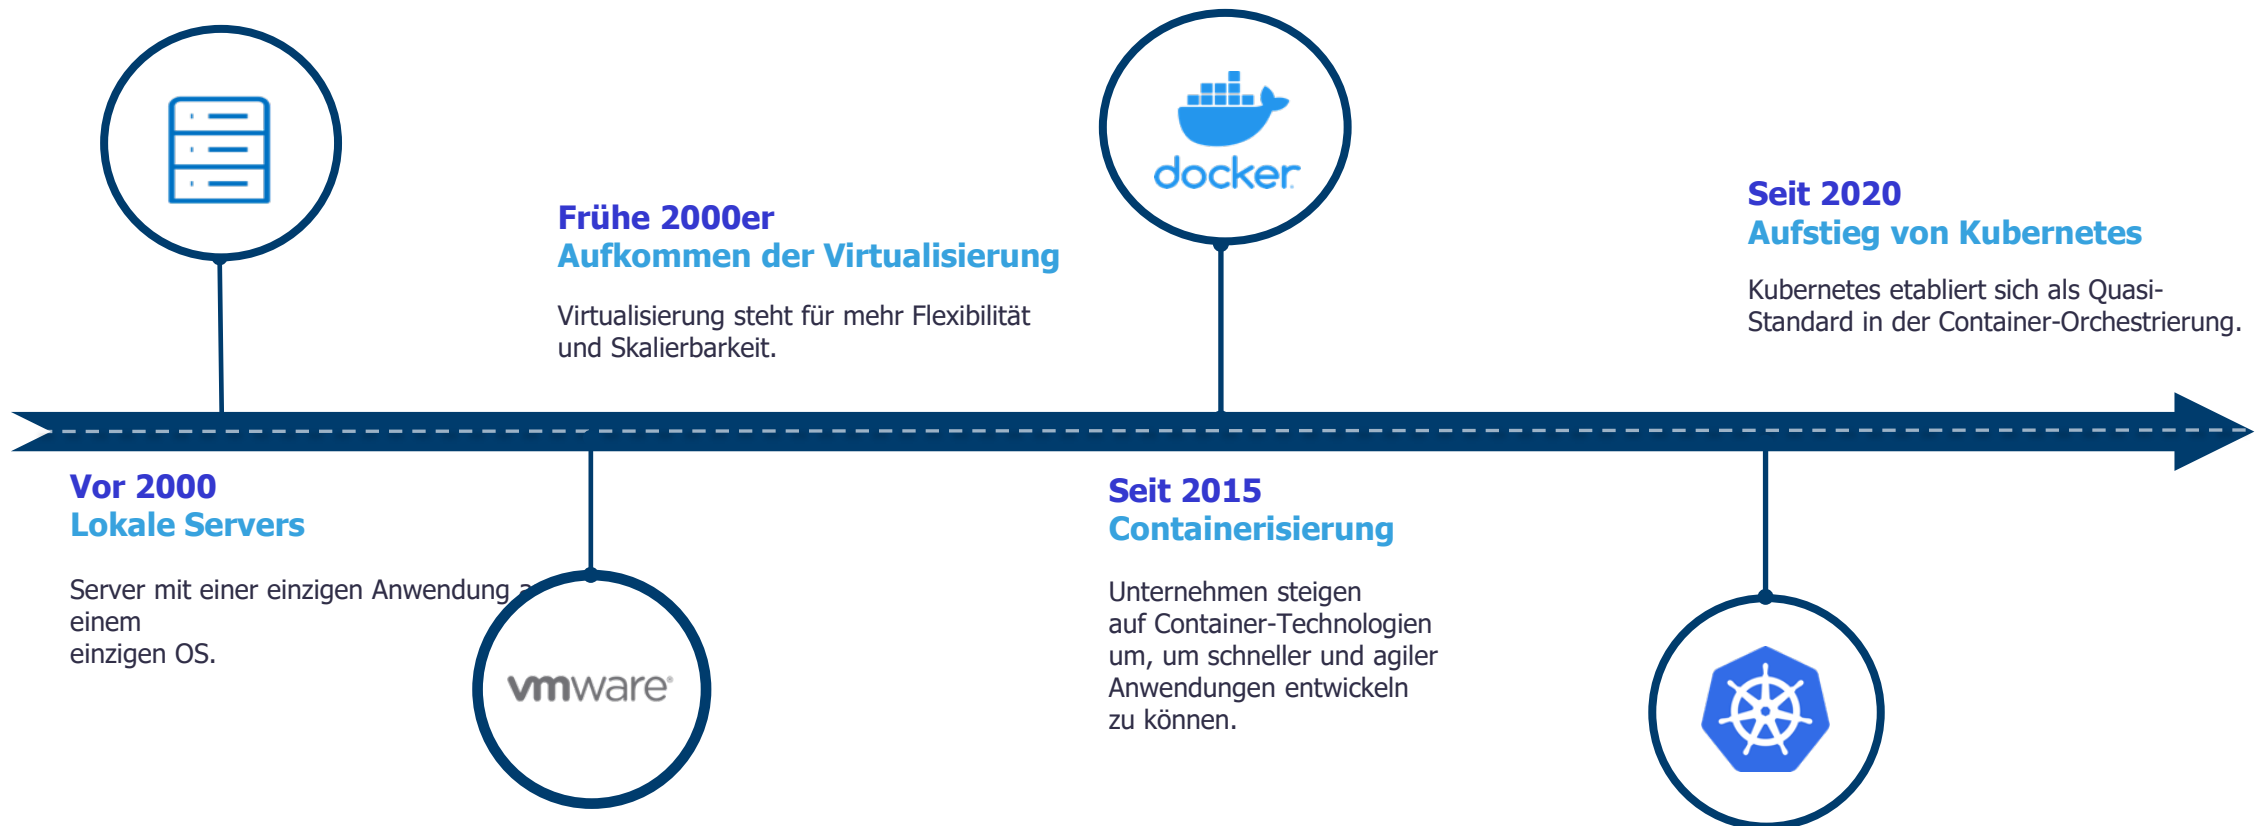 docker
Frühe 2000er
Aufkommen der Virtualisierung
Virtualisierung steht für mehr Flexibilität
und Skalierbarkeit.
Seit 2020
Aufstieg von Kubernetes
Kubernetes etabliert sich als Quasi-
Standard in der Container-Orchestrierung.
Vor 2000
Lokale Servers
Server mit einer einzigen Anwendung
einem
einzigen OS.
vmware®
Seit 2015
Containerisierung
Unternehmen steigen
auf Container-Technologien
um, um schneller und agiler
Anwendungen entwickeln
zu können.